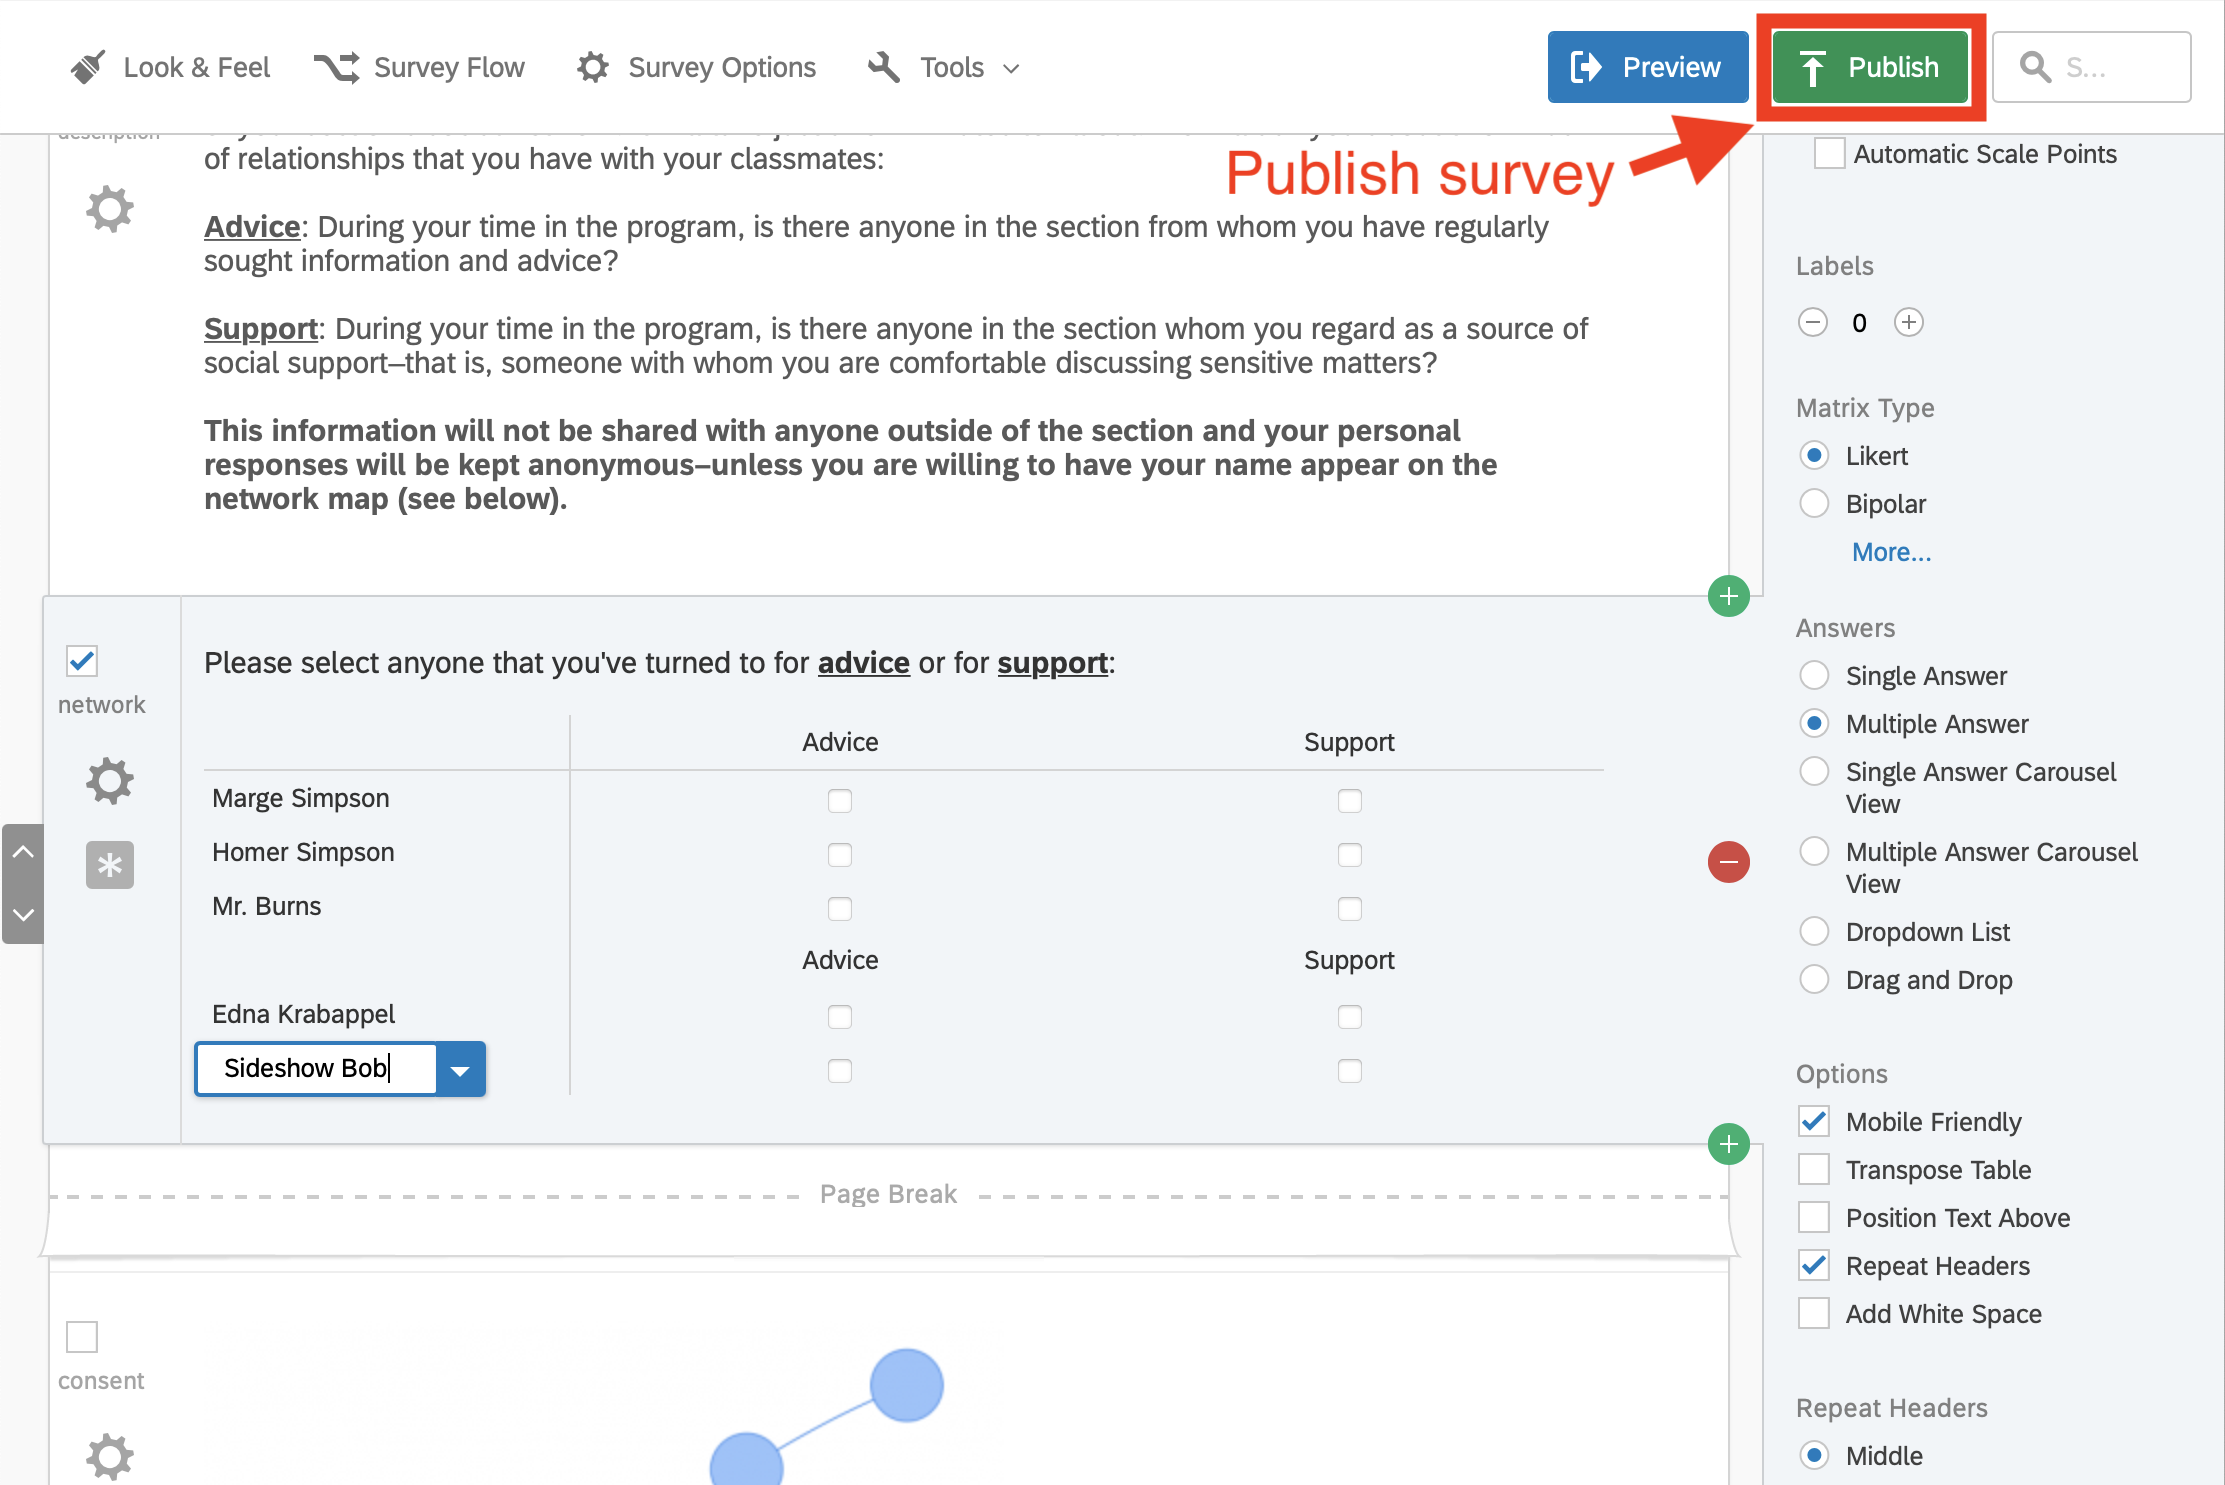 Look & Feel
Survey Flow
Survey Options
Tools
Preview
Publish
S...
description
of relationships that you have with your classmates:
Publish survey
Automatic Scale Points
Advice: During your time in the program, is there anyone in the section from whom you have regularly
sought information and advice?
Support: During your time in the program, is there anyone in the section whom you regard as a source of
social support–that is, someone with whom you are comfortable discussing sensitive matters?
This information will not be shared with anyone outside of the section and your personal
responses will be kept anonymous–unless you are willing to have your name appear on the
network map (see below).
network
Please select anyone that you've turned to for advice or for support:
Advice Support
Marge Simpson
Homer Simpson
Mr. Burns
Advice Support
Edna Krabappel
Sideshow Bob
Page Break
consent
Labels
0
Matrix Type
Likert
Bipolar
More...
Answers
Single Answer
Multiple Answer
Single Answer Carousel
View
Multiple Answer Carousel
View
Dropdown List
Drag and Drop
Options
Mobile Friendly
Transpose Table
Position Text Above
Repeat Headers
Add White Space
Repeat Headers
Middle